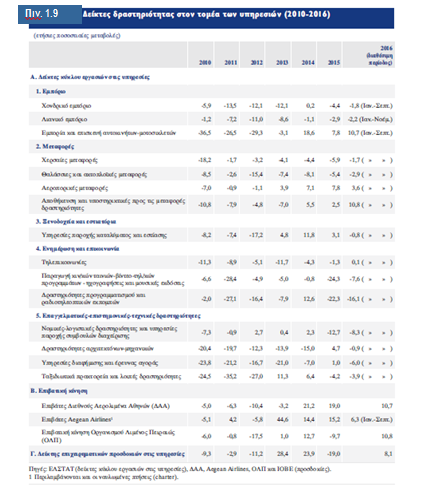 Πιν. 1.9 Δείκτες δραστηριότητας στον τομέα των υπηρεσιών (2010-2016)
(ετήσιες ποσοστιαίες μεταβολές)
2010 2011 2012 2013 2014 2015 2016 (διαθέσιμη περίοδος)
Α. Δείκτες κύκλου εργασιών στις υπηρεσίες
1. Εμπόριο
Χονδρικό εμπόριο -5,9 -13,5 -12,1 -12,1 0,2 -4,4 -1,8 (Ιαν.-Σεπτ.)
Λιανικό εμπόριο -1,2 -7,2 -11,0 -8,6 -1,1 -2,9 -2,2 (Ιαν.-Νοέμ.)
Εμπορία και επισκευή αυτοκινήτων-μοτοσικλετών -36,5 -26,5 -29,3 -3,1 18,6 7,8 10,7 (Ιαν.-Σεπτ.)
2. Μεταφορές
Χερσαίες μεταφορές -18,2 -1,7 -3,2 -4,1 -4,4 -5,9 -1,7 ( » » )
Θαλάσσιες και ακτοπλοϊκές μεταφορές -8,5 -2,6 -15,4 -7,4 -8,1 -5,4 -2,9 ( » » )
Αεροπορικές μεταφορές -7,0 -0,9 -1,1 3,9 7,1 7,8 3,6 ( » » )
Αποθήκευση και υποστηρικτικές προς τις μεταφορές
δραστηριότητες -10,8 -7,9 -4,8 -7,0 5,5 2,5 10,8 ( » » )
3. Ξενοδοχεία και εστιατόρια
Υπηρεσίες παροχής καταλύματος και εστίασης -8,2 -7,4 -17,2 4,8 11,8 3,1 -0,8 ( » » )
4. Ενημέρωση και επικοινωνία
Τηλεπικοινωνίες -11,3 -8,9 -5,1 -11,7 -4,3 -1,3 0,1 ( » » )
Παραγωγή κινηματογραφικών-βίντεο-τηλ/κών
προγραμμάτων - ηχογραφήσεις και μουσικές εκδόσεις -6,6 -28,4 -4,9 -5,0 -0,8 -24,3 -7,6 ( » » )
Δραστηριότητες προγραμματισμού και
ραδιοτηλεοπτικών εκπομπών -2,0 -27,1 -16,4 -7,9 12,6 -22,3 -16,1 ( » » )
5. Επαγγελματικές-επιστημονικές-τεχνικές δραστηριότητες
Νομικές-λογιστικές δραστηριότητες και υπηρεσίες
παροχής συμβουλών διαχείρισης -7,3 -0,9 2,7 0,4 2,3 -12,7 -8,3 ( » » )
Δραστηριότητες αρχιτεκτόνων-μηχανικών -20,4 -19,7 -12,3 -13,9 -15,0 4,7 -0,9 ( » » )
Υπηρεσίες διαφήμισης και έρευνας αγοράς -23,8 -21,2 -16,7 -21,0 -7,0 1,0 -6,0 ( » » )
Ταξιδιωτικά πρακτορεία και λοιπές δραστηριότητες -24,5 -35,2 -27,0 11,3 6,4 -4,2 -3,9 ( » » )
Β. Επιβατική κίνηση
Επιβάτες Διεθνούς Αερολιμένα Αθηνών (ΔΑΑ) -5,0 -6,3 -10,4 -3,2 21,2 19,0 10,7
Επιβάτες Aegean Airlines¹ -5,1 4,2 -5,8 44,6 14,4 15,2 6,3 (Ιαν.-Σεπτ.)
Επιβατική κίνηση Οργανισμού Λιμένος Πειραιώς
(ΟΛΠ) -6,0 -0,8 -17,5 1,0 12,7 -9,7 10,8
Γ. Δείκτης επιχειρηματικών προσδοκιών στις υπηρεσίες -9,3 -2,9 -11,2 28,4 23,9 -19,0 8,1
Πηγές: ΕΛΣΤΑΤ (δείκτες κύκλου εργασιών στις υπηρεσίες), ΔΑΑ, Aegean Airlines, ΟΛΠ και ΙΟΒΕ (προσδοκίες).
1 Περιλαμβάνονται και οι ναυλωμένες πτήσεις (charter).